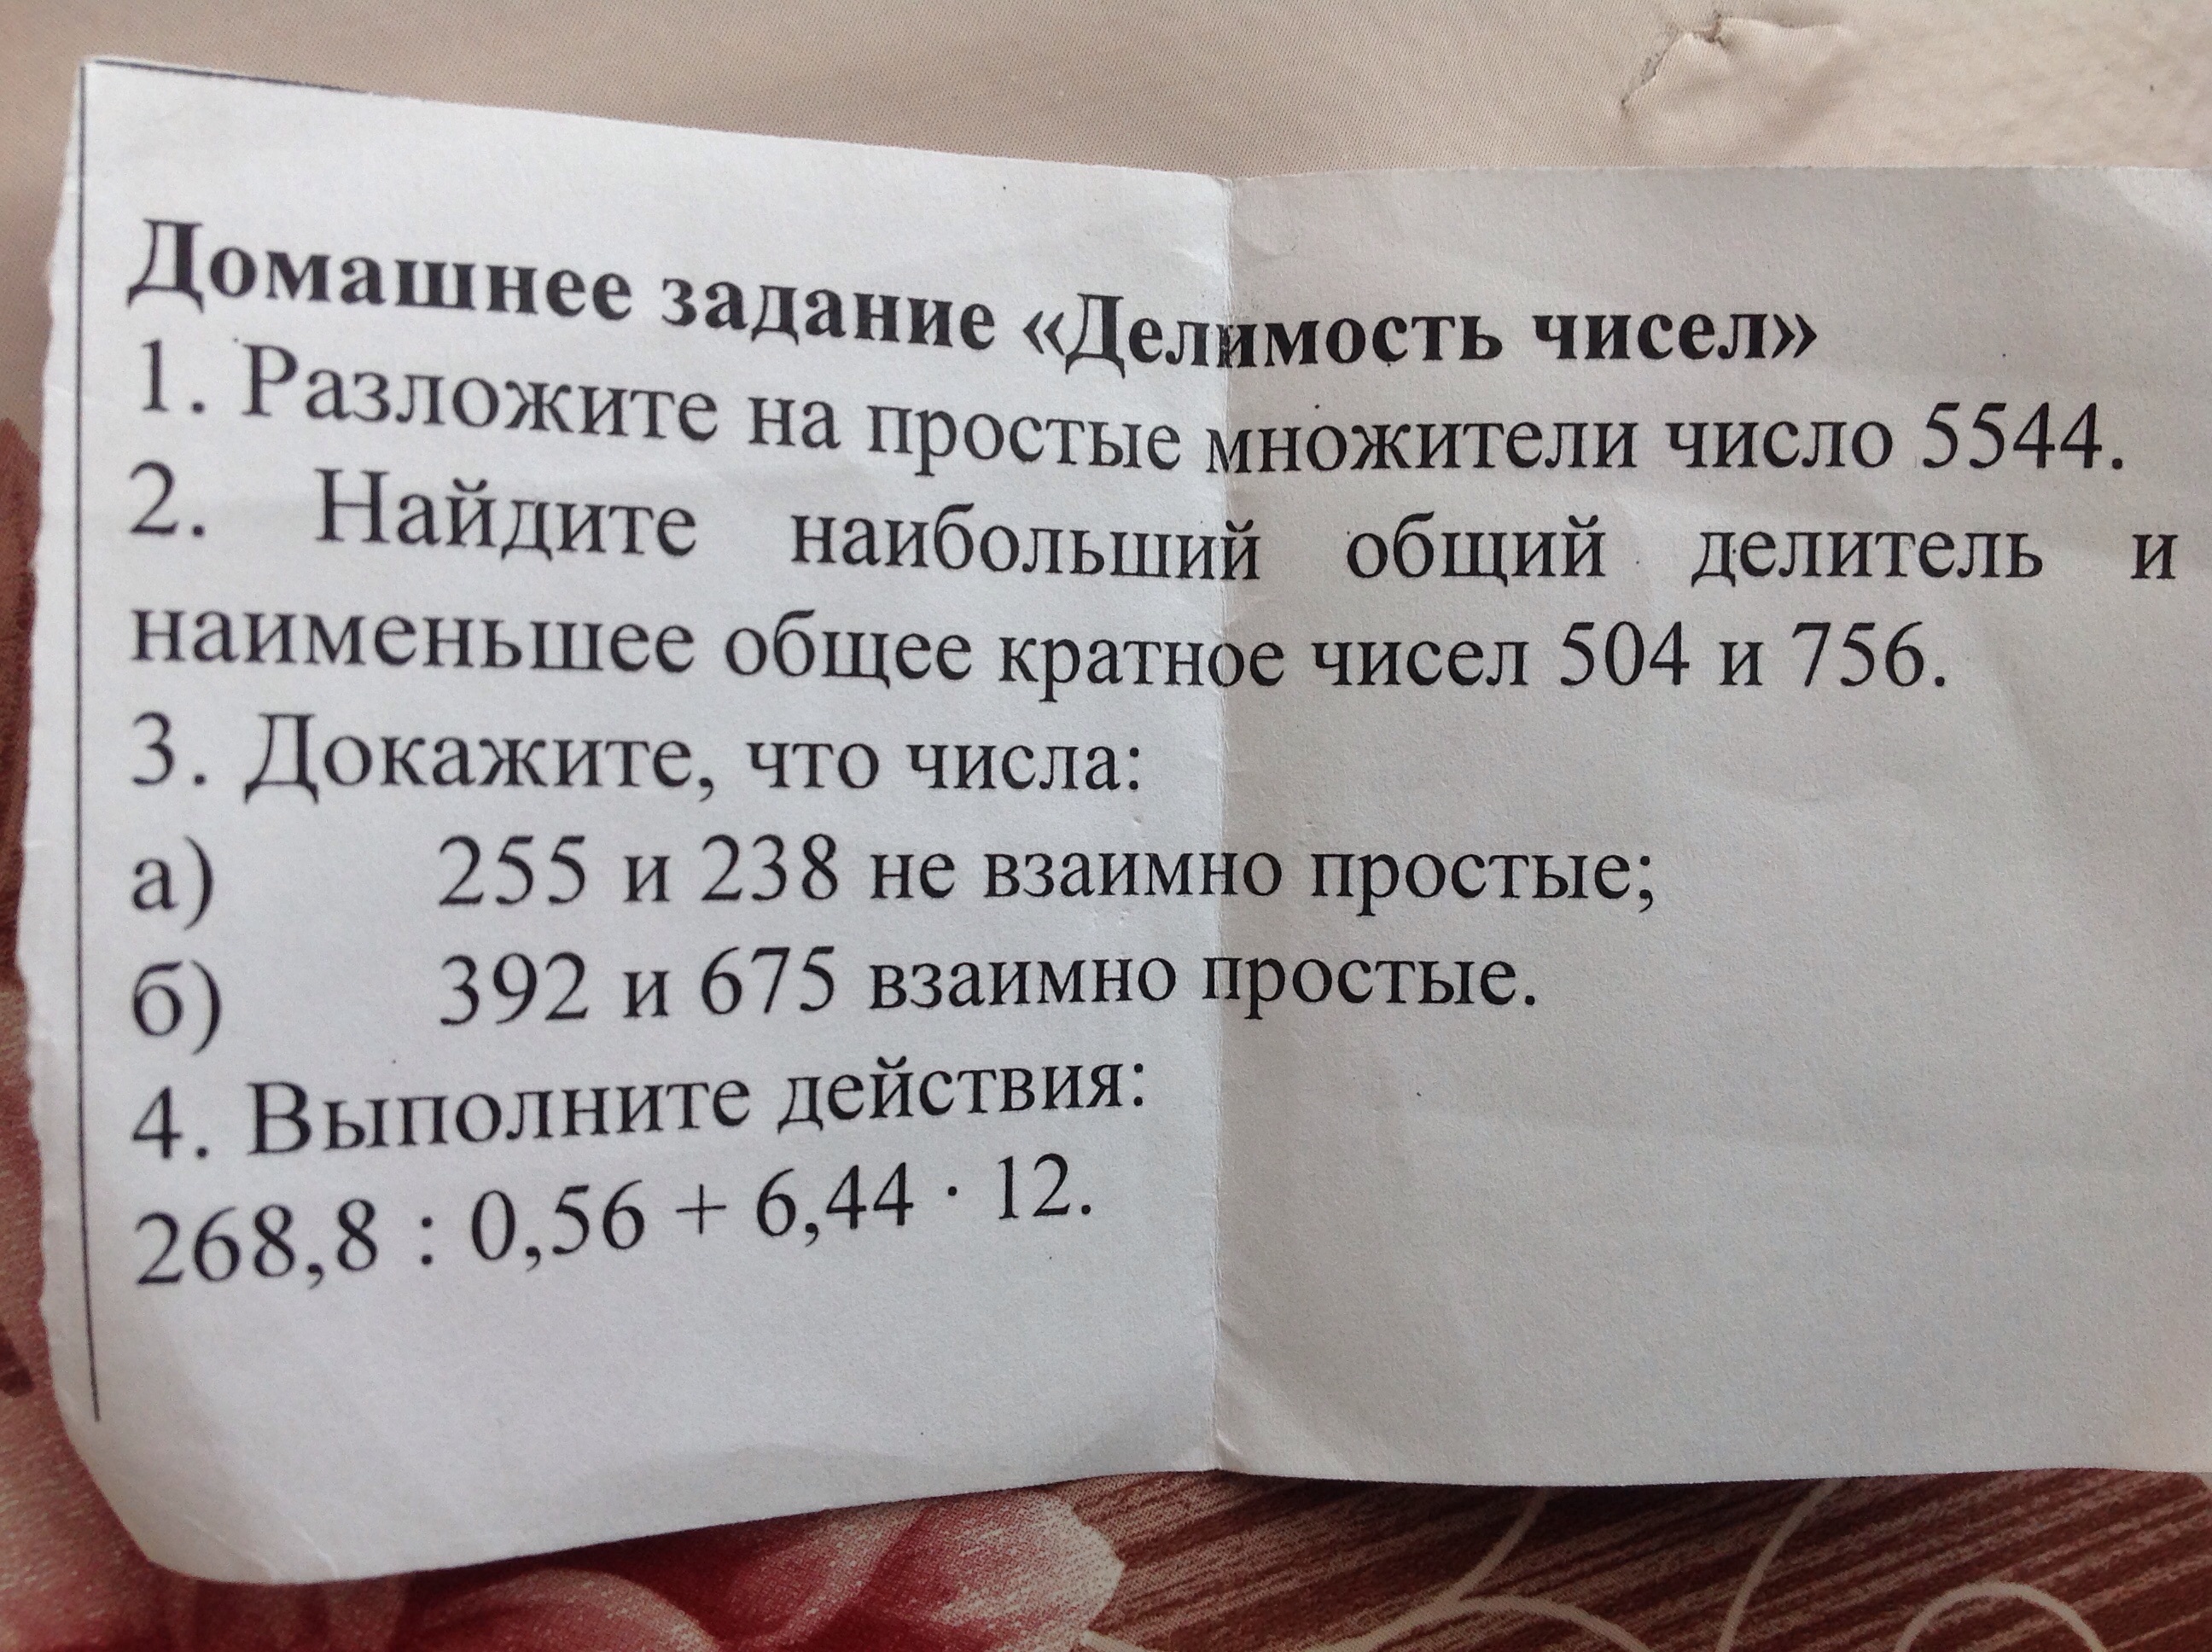 Домашнее задание «Делимость чисел»
1. Разложите на простые множители число 5544.
2. Найдите наибольший общий делитель и
наименьшее общее кратное чисел 504 и 756.
3. Докажите, что числа:
а) 255 и 238 не взаимно простые;
б) 392 и 675 взаимно простые.
4. Выполните действия:
268,8 : 0,56 + 6,44 · 12.